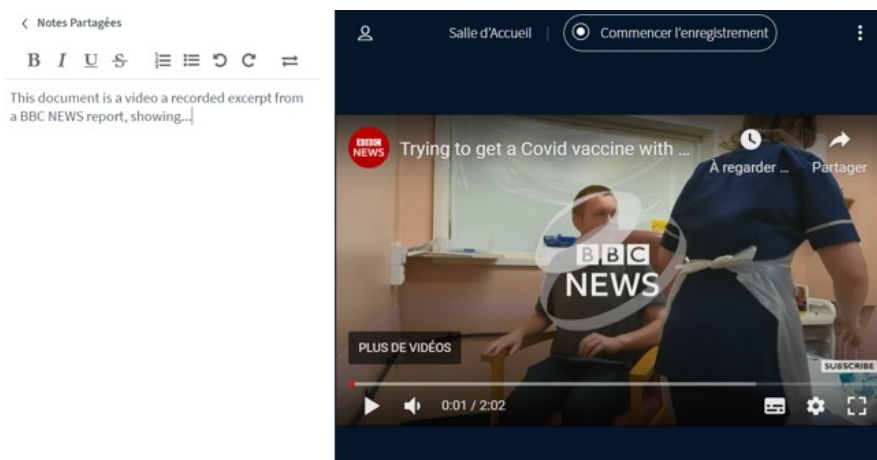 Notes Partagées
B I U S
This document is a video a recorded excerpt from
a BBC NEWS report, showing...
Salle d'Accueil
Commencer l'enregistrement
BBC
NEWS
Trying to get a Covid vaccine with ...
À regarder ...
Partager
BBC
NEWS
PLUS DE VIDÉOS
SUBSCRIBE
0:01 / 2:02